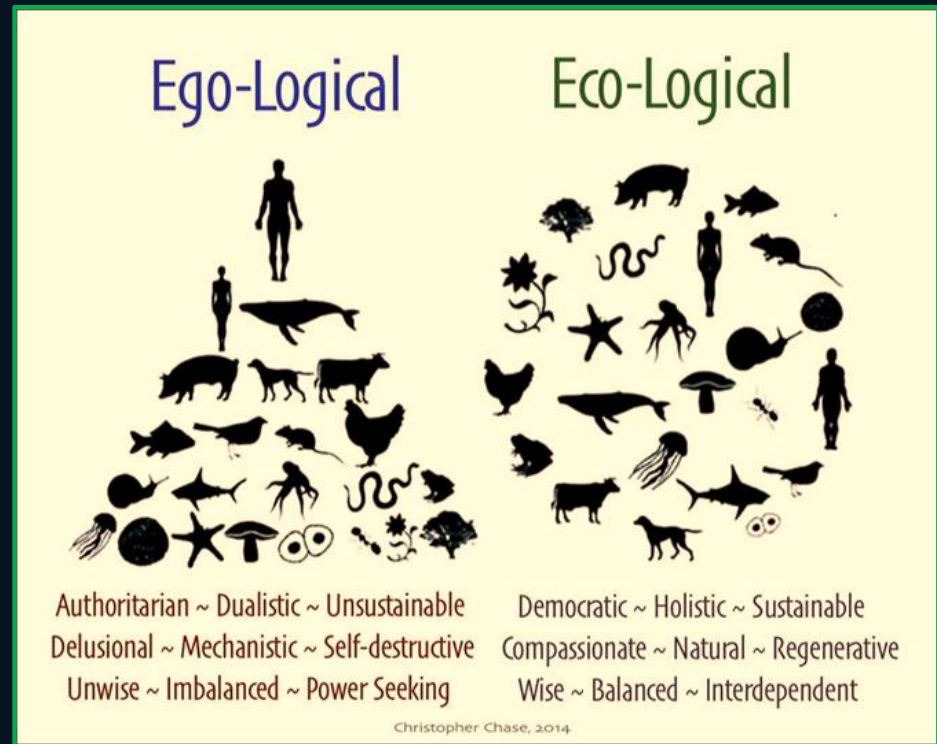 Ego-Logical
Eco-Logical
Authoritarian ~ Dualistic ~ Unsustainable
Delusional ~ Mechanistic ~ Self-destructive
Unwise ~ Imbalanced ~ Power Seeking
Democratic ~ Holistic ~ Sustainable
Compassionate ~ Natural ~ Regenerative
Wise ~ Balanced ~ Interdependent
Christopher Chase, 2014